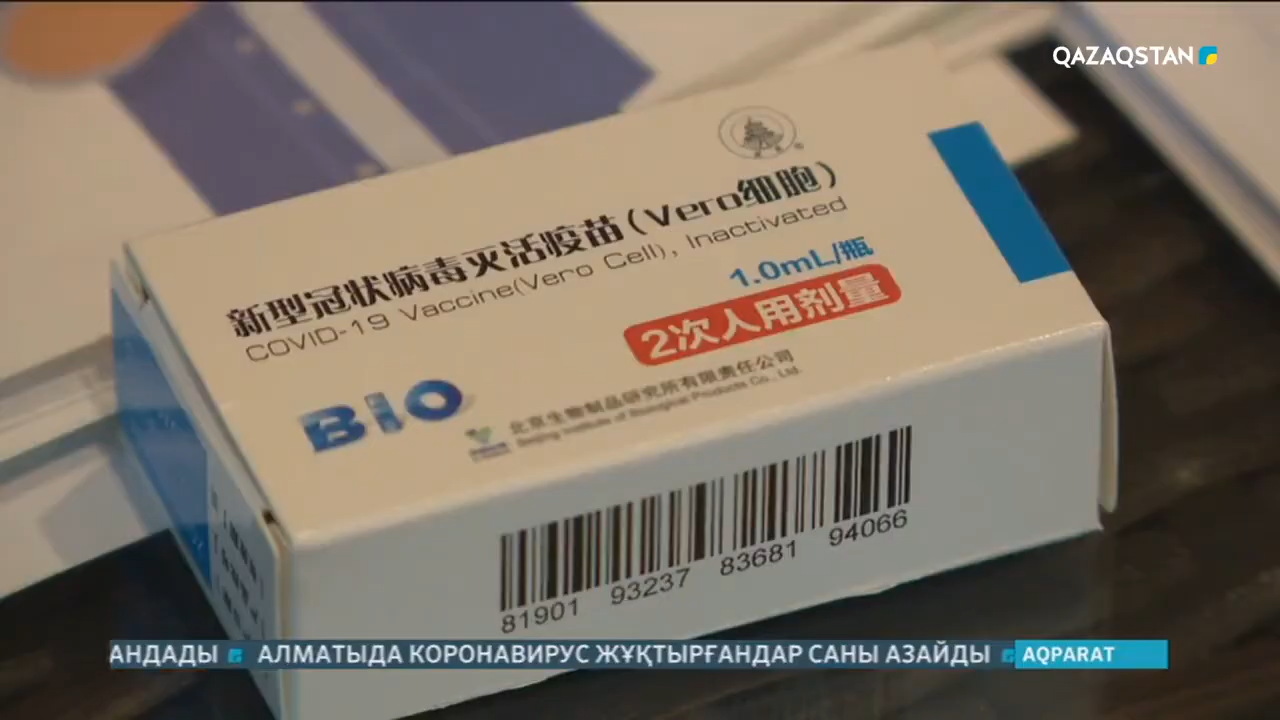 QAZAQSTAN
新型冠状病毒灭活疫苗(Vero细胞)
COVID-19 Vaccine(Vero Cell), Inactivated
1.0mL/瓶
2次人用剂量
BIO
北京生物制品研究所有限责任公司
Beijing Institute of Biological Products Co., Ltd.
81901 93237 83681 94066
АНДАДЫ АЛМАТЫДА КОРОНАВИРУС ЖҰҚТЫРҒАНДАР САНЫ АЗАЙДЫ AQPARAT